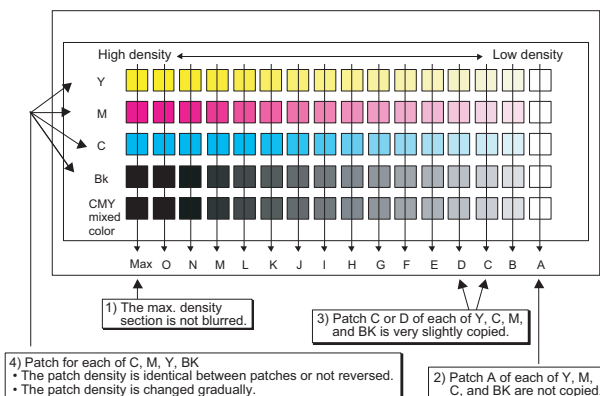 High density Low density
Y
M
C
Bk
CMY
mixed
color
Max O N M L K J I H G F E D C B A
1) The max. density
section is not blurred.
3) Patch C or D of each of Y, C, M,
and BK is very slightly copied.
4) Patch for each of C, M, Y, BK
• The patch density is identical between patches or not reversed.
• The patch density is changed gradually.
2) Patch A of each of Y, M,
C, and BK are not copied.